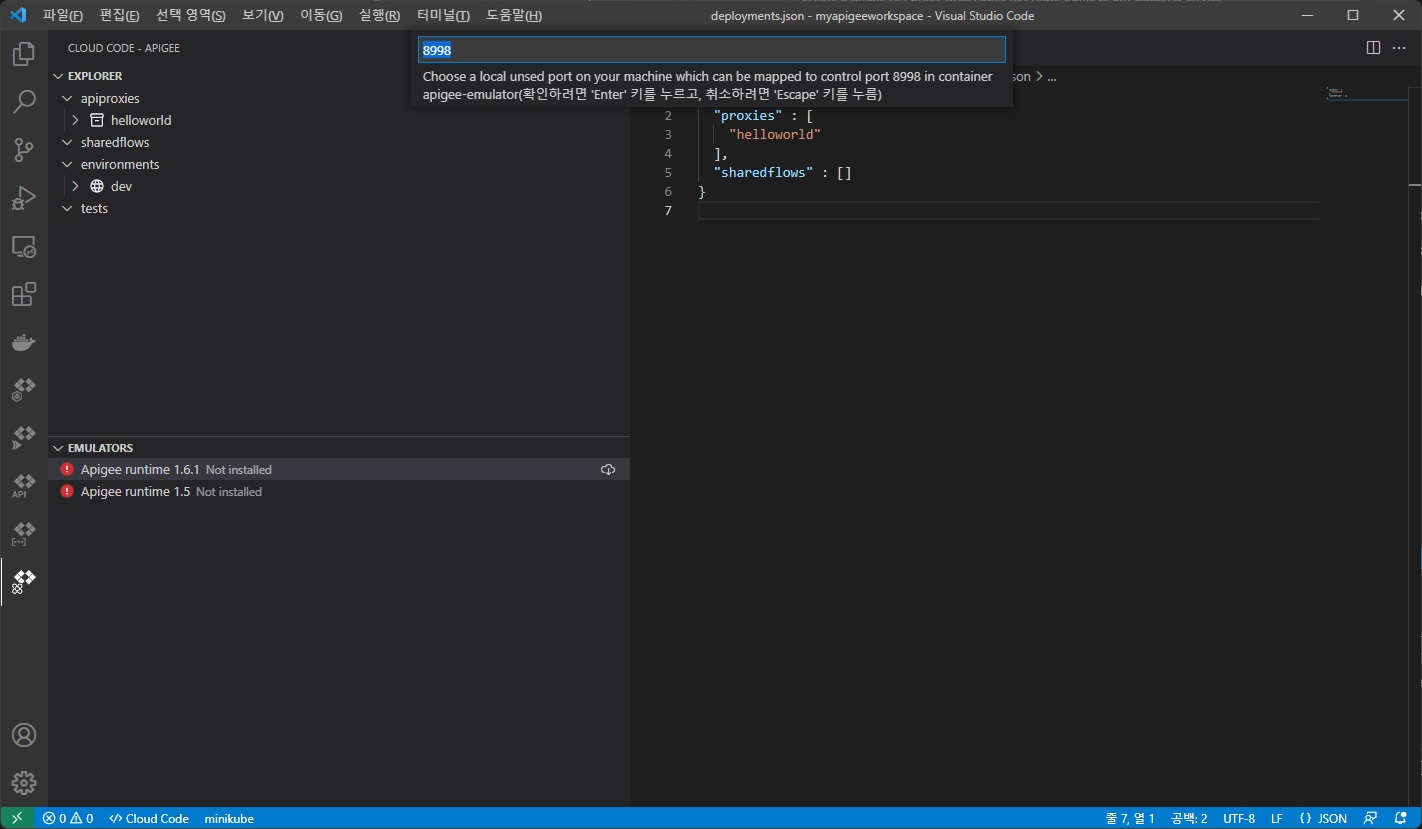 파일(F) 편집(E) 선택 영역(S) 보기(V) 이동(G) 실행(R) 터미널(T) 도움말(H)
deployments.json - myapigeeworkspace - Visual Studio Code
8998
Choose a local unsed port on your machine which can be mapped to control port 8998 in container
apigee-emulator(확인하려면 'Enter' 키를 누르고, 취소하려면 'Escape' 키를 누름)
CLOUD CODE - APIGEE
EXPLORER
apiproxies
helloworld
sharedflows
environments
dev
tests
son > ...
2 "proxies" : [
3 "helloworld"
4 ],
5 "sharedflows" : []
6 }
7
EMULATORS
Apigee runtime 1.6.1 Not installed
Apigee runtime 1.5 Not installed
API
0 0 Cloud Code minikube
줄 7, 열 1 공백: 2 UTF-8 LF {} JSON